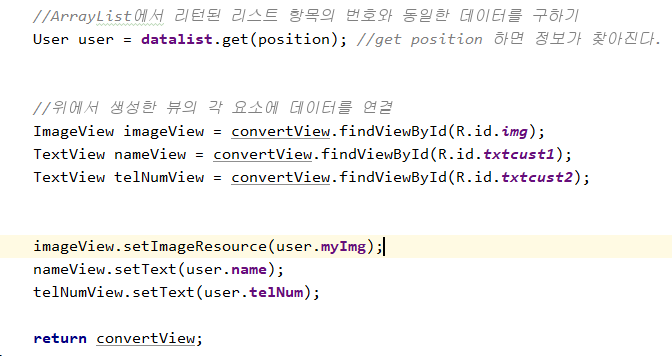 //ArrayList에서 리턴된 리스트 항목의 번호와 동일한 데이터를 구하기
User user = datalist.get(position); //get position 하면 정보가 찾아진다.
//위에서 생성한 뷰의 각 요소에 데이터를 연결
ImageView imageView = convertView.findViewById(R.id.img);
TextView nameView = convertView.findViewById(R.id.txtcust1);
TextView telNumView = convertView.findViewById(R.id.txtcust2);
imageView.setImageResource(user.myImg);
nameView.setText(user.name);
telNumView.setText(user.telNum);
return convertView;